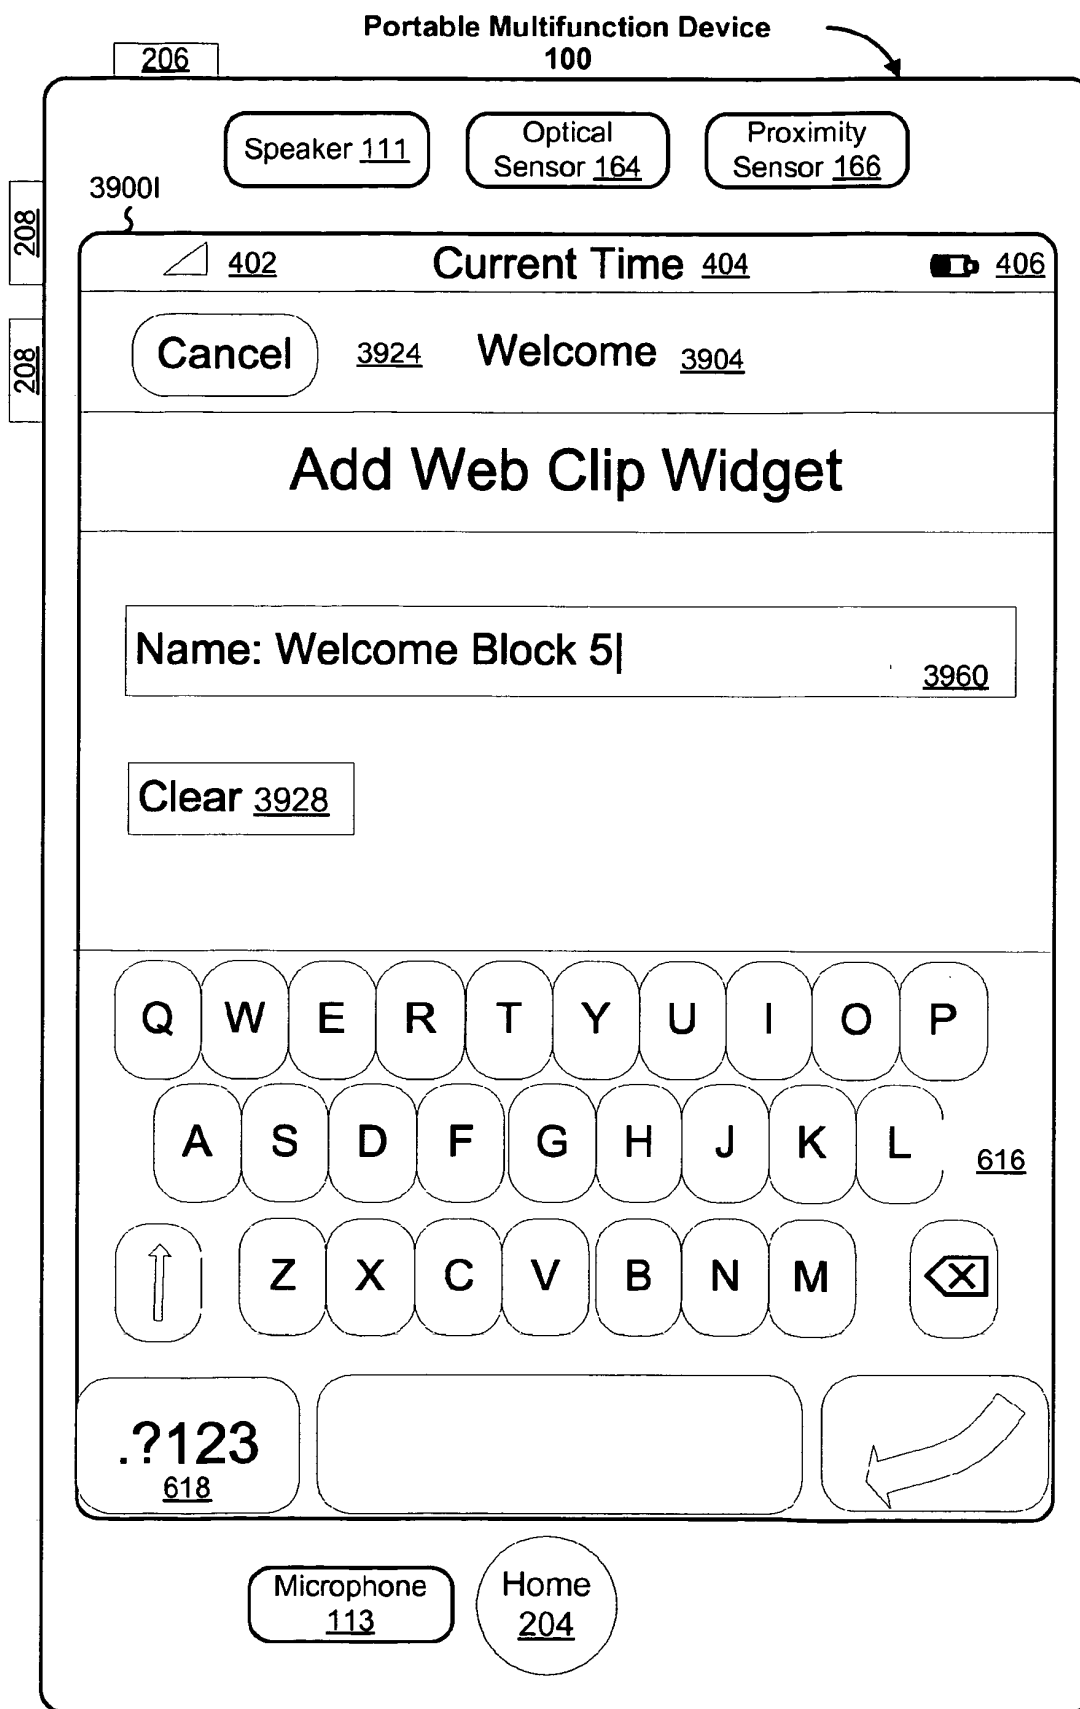 Portable Multifunction Device
100
206
Speaker 111
Optical
Sensor 164
Proximity
Sensor 166
3900I
208
208
402
Current Time 404
406
Cancel 3924 Welcome 3904
Add Web Clip Widget
Name: Welcome Block 5|
3960
Clear 3928
Q W E R T Y U I O P
A S D F G H J K L
616
Z X C V B N M
.?123
618
Microphone
113
Home
204